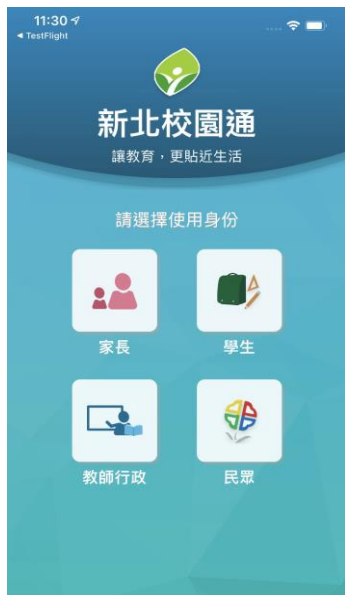 11:30
◀ TestFlight
新北校園通
讓教育，更貼近生活
請選擇使用身份
家長
學生
教師行政
民眾